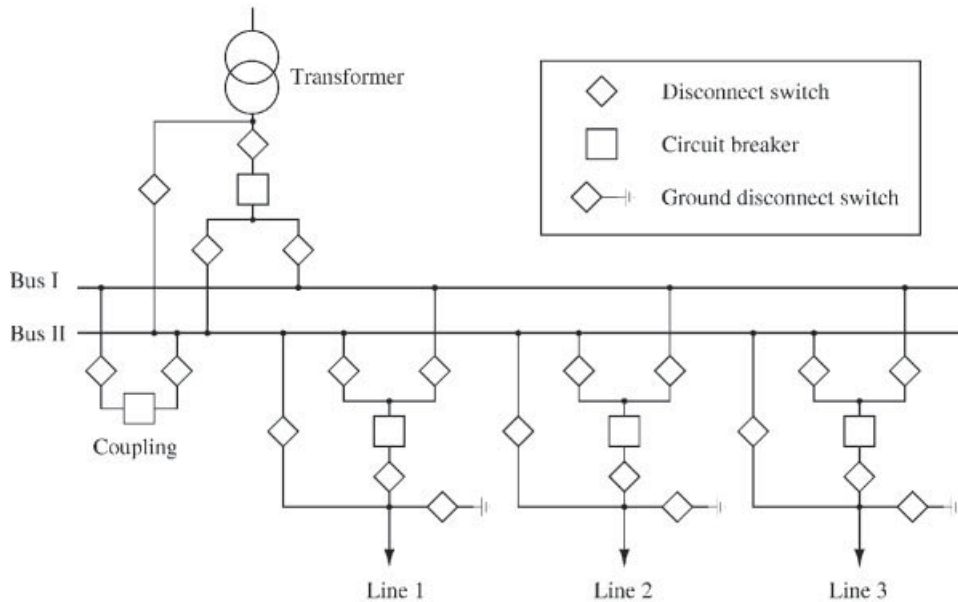 Transformer
Disconnect switch
Circuit breaker
Ground disconnect switch
Bus I
Bus II
Coupling
Line 1
Line 2
Line 3